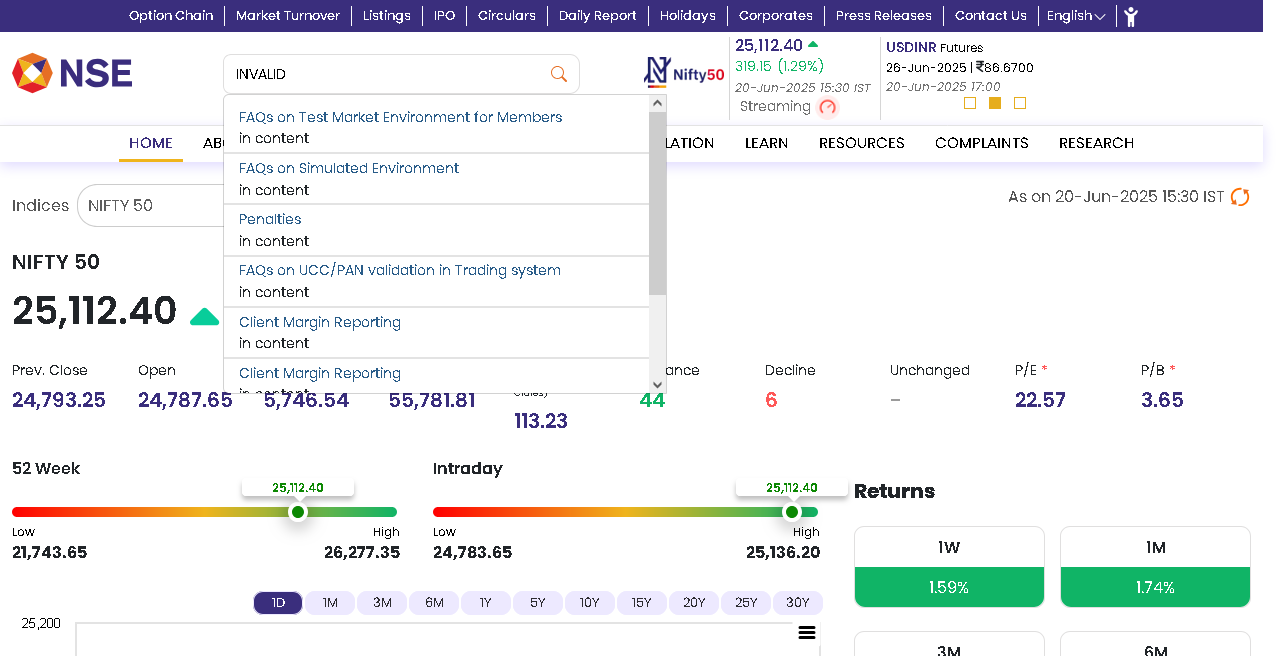 Option Chain Market Turnover Listings IPO Circulars Daily Report Holidays Corporates Press Releases Contact Us English
NSE
INVALID
Nifty50
25,112.40
319.15 (1.29%)
20-Jun-2025 15:30 IST
Streaming
USDINR Futures
26-Jun-2025 | ₹86.6700
20-Jun-2025 17:00
HOME LEARN RESOURCES COMPLAINTS RESEARCH
FAQs on Test Market Environment for Members
in content
FAQs on Simulated Environment
in content
Penalties
in content
FAQs on UCC/PAN validation in Trading system
in content
Client Margin Reporting
in content
Client Margin Reporting
in content
Indices NIFTY 50
As on 20-Jun-2025 15:30 IST
NIFTY 50
25,112.40
Prev. Close Open Decline Unchanged P/E * P/B *
24,793.25 24,787.65 5,746.54 55,781.81 113.23 44 6 - 22.57 3.65
52 Week
25,112.40
Low High
21,743.65 26,277.35
Intraday
25,112.40
Low High
24,783.65 25,136.20
Returns
1W 1M
1.59% 1.74%
3M 6M
1D 1M 3M 6M 1Y 5Y 10Y 15Y 20Y 25Y 30Y
25,200